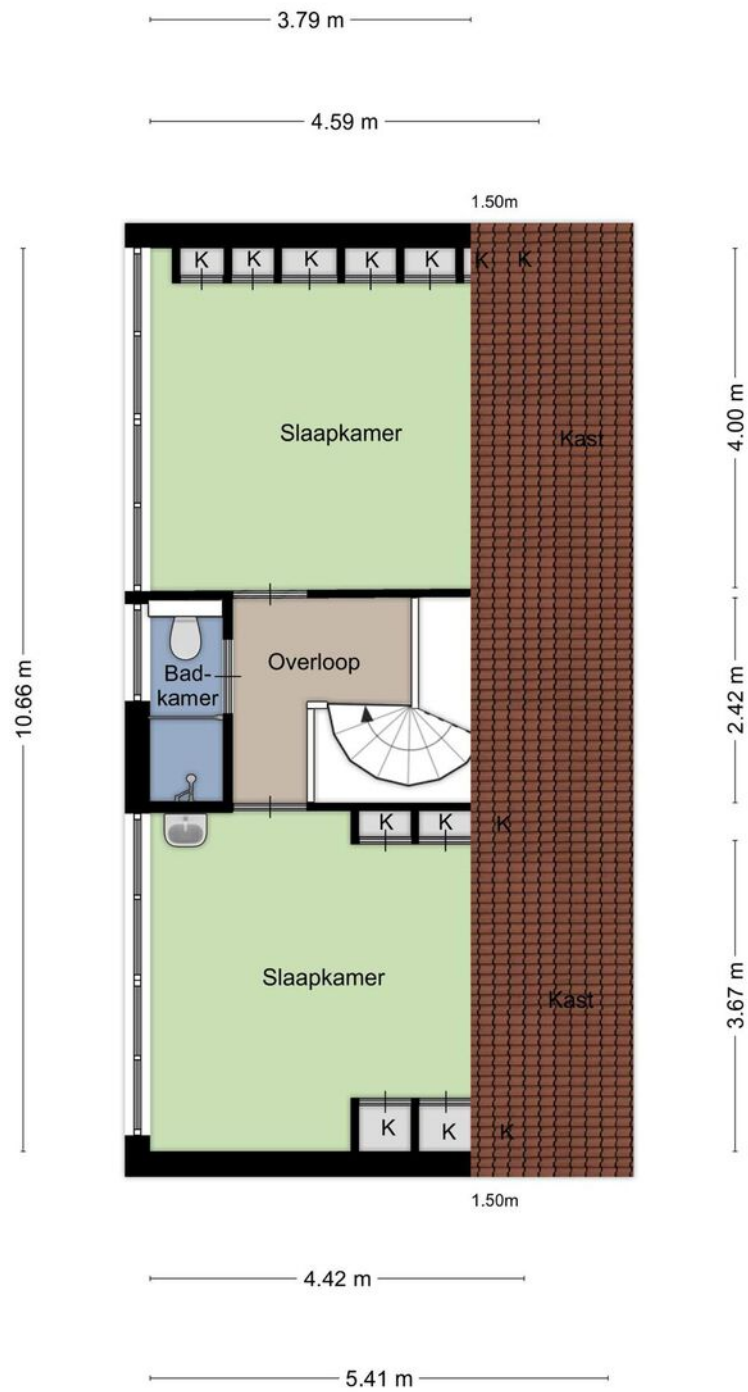 3.79 m
4.59 m
1.50m
K K K K K K K
Slaapkamer
Kast
4.00 m
10.66 m
Bad-
kamer
Overloop
2.42 m
K K K
Slaapkamer
Kast
3.67 m
K K K
1.50m
4.42 m
5.41 m